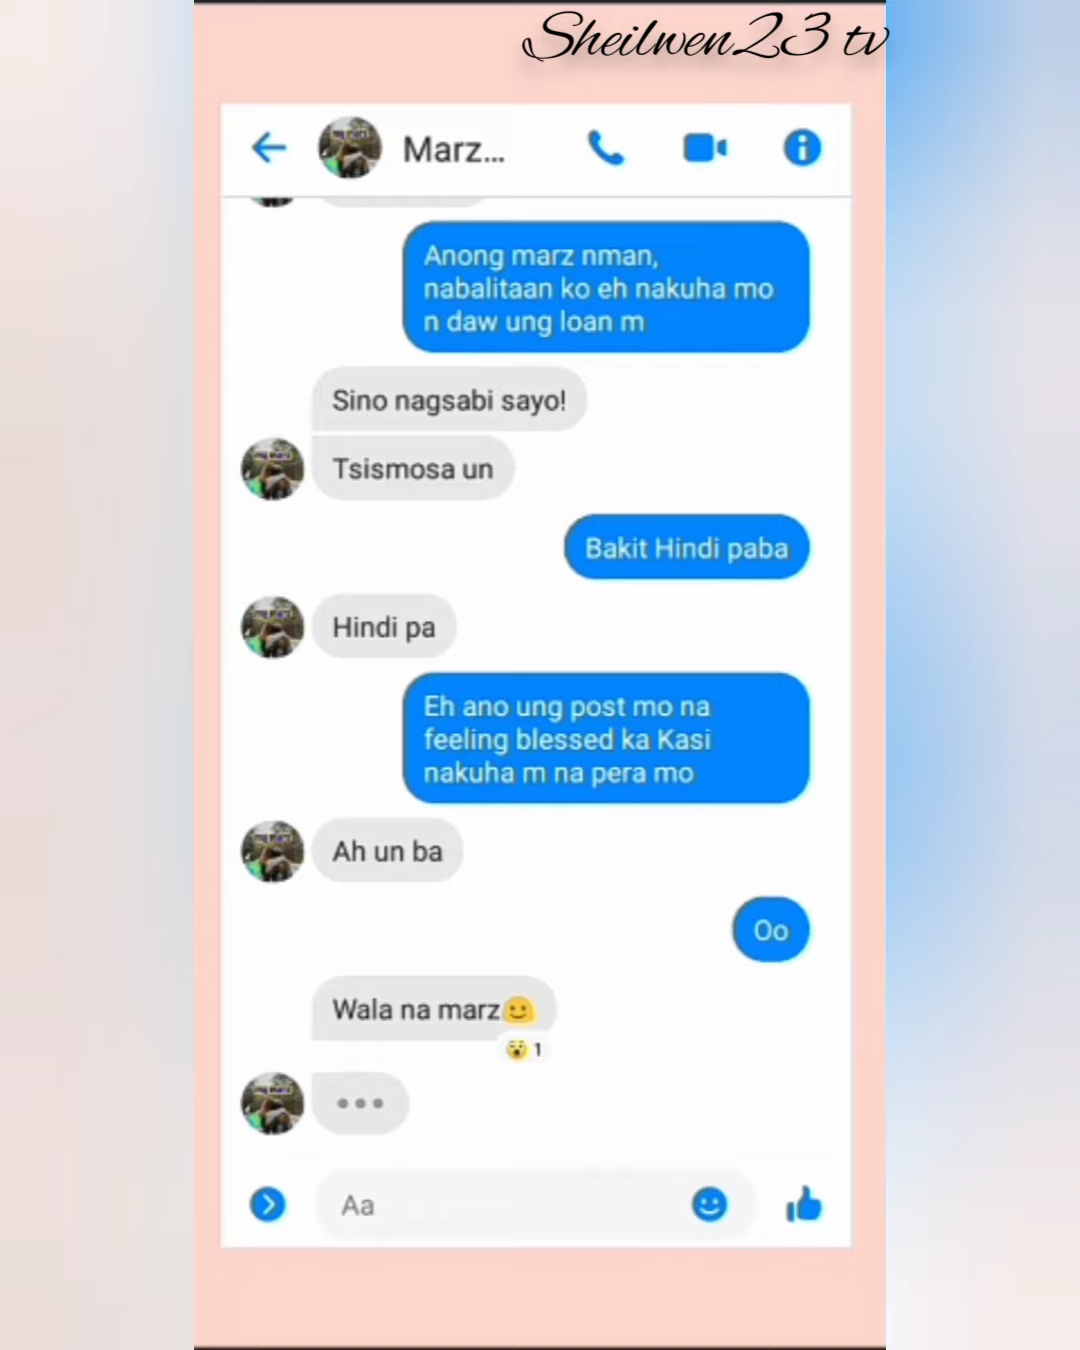 Sheilwen23 tv
Marz...
Anong marz nman,
nabalitaan ko eh nakuha mo
n daw ung loan m
Sino nagsabi sayo!
Tsismosa un
Bakit Hindi paba
Hindi pa
Eh ano ung post mo na
feeling blessed ka Kasi
nakuha m na pera mo
Ah un ba
Oo
Wala na marz🙂
😲 1
Aa